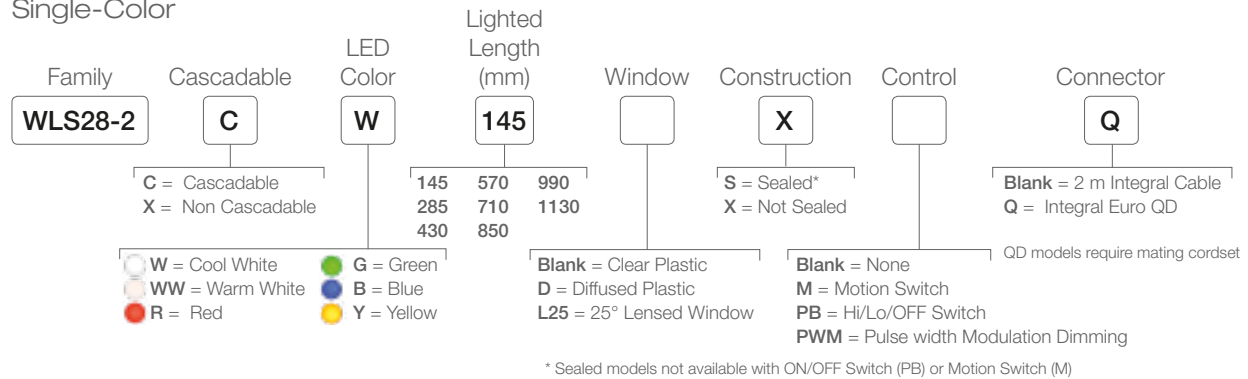 Single-Color
Family
Cascadable
LED
Color
Lighted
Length
(mm)
Window
Construction
Control
Connector
WLS28-2
C
W
145
X
Q
C = Cascadable
X = Non Cascadable
145 570 990
285 710 1130
430 850
S = Sealed*
X = Not Sealed
Blank = 2 m Integral Cable
Q = Integral Euro QD
QD models require mating cordset
W = Cool White
WW = Warm White
R = Red
G = Green
B = Blue
Y = Yellow
Blank = Clear Plastic
D = Diffused Plastic
L25 = 25° Lensed Window
Blank = None
M = Motion Switch
PB = Hi/Lo/OFF Switch
PWM = Pulse width Modulation Dimming
* Sealed models not available with ON/OFF Switch (PB) or Motion Switch (M)